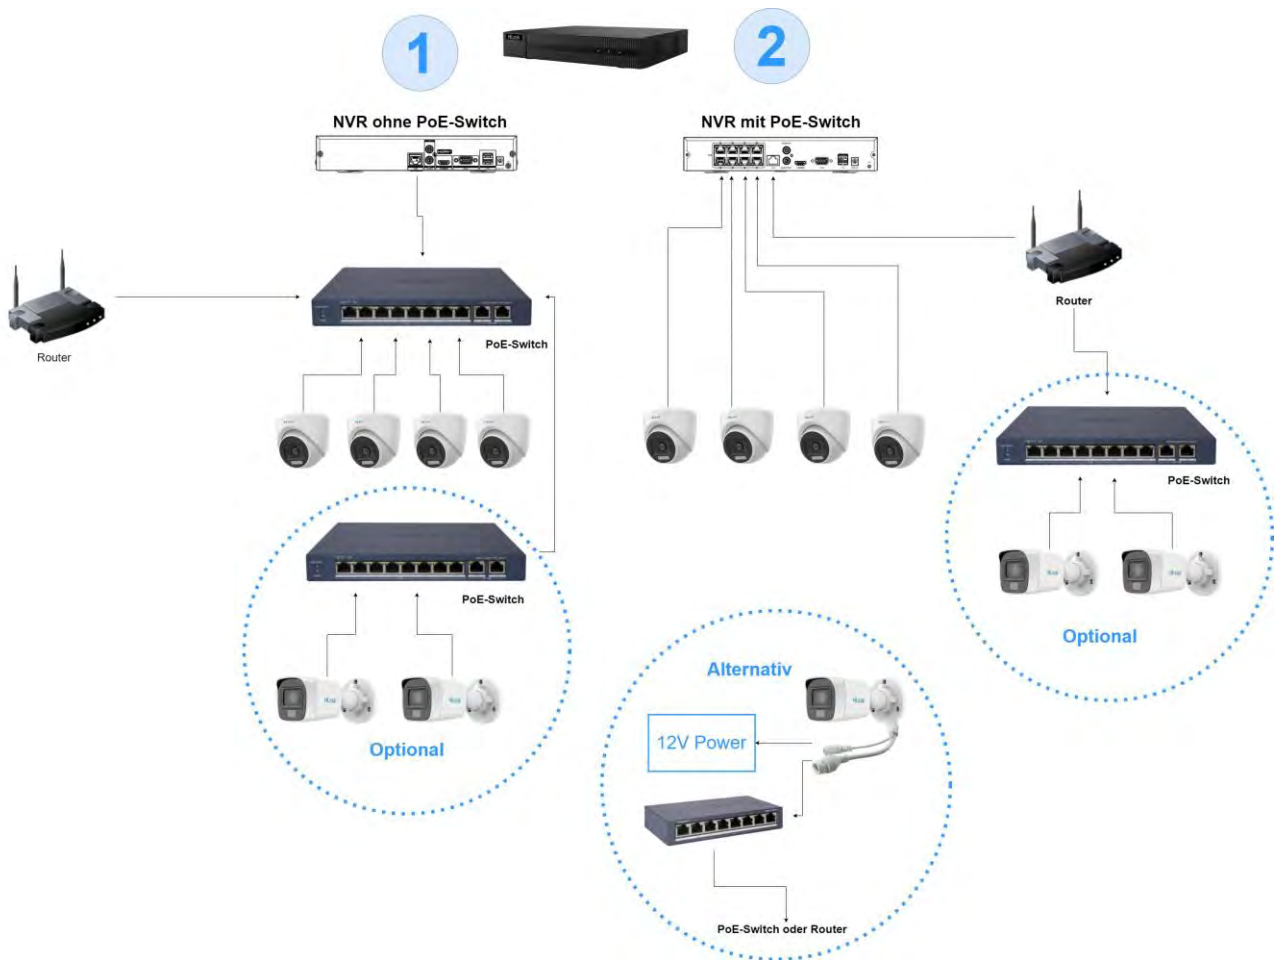 1
2
NVR ohne PoE-Switch
NVR mit PoE-Switch
Router
PoE-Switch
Router
PoE-Switch
PoE-Switch
Optional
Optional
Alternativ
12V Power
PoE-Switch oder Router